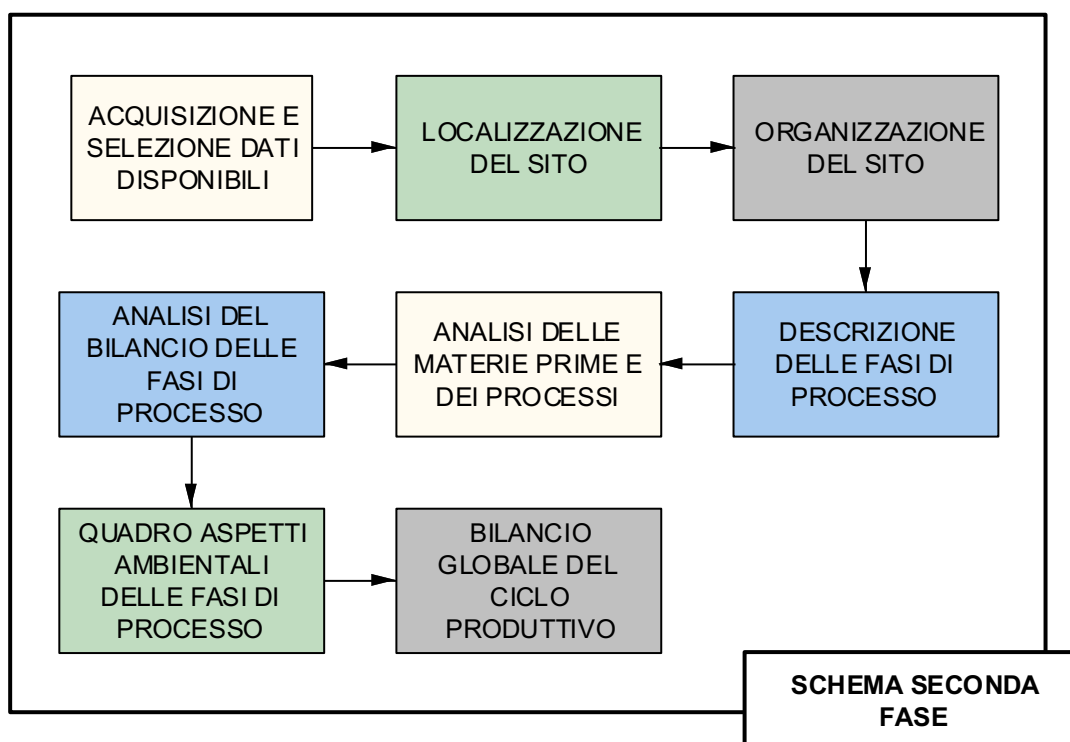 ACQUISIZIONE E
SELEZIONE DATI
DISPONIBILI
LOCALIZZAZIONE
DEL SITO
ORGANIZZAZIONE
DEL SITO
DESCRIZIONE
DELLE FASI DI
PROCESSO
ANALISI DELLE
MATERIE PRIME E
DEI PROCESSI
ANALISI DEL
BILANCIO DELLE
FASI DI
PROCESSO
QUADRO ASPETTI
AMBIENTALI
DELLE FASI DI
PROCESSO
BILANCIO
GLOBALE DEL
CICLO
PRODUTTIVO
SCHEMA SECONDA
FASE